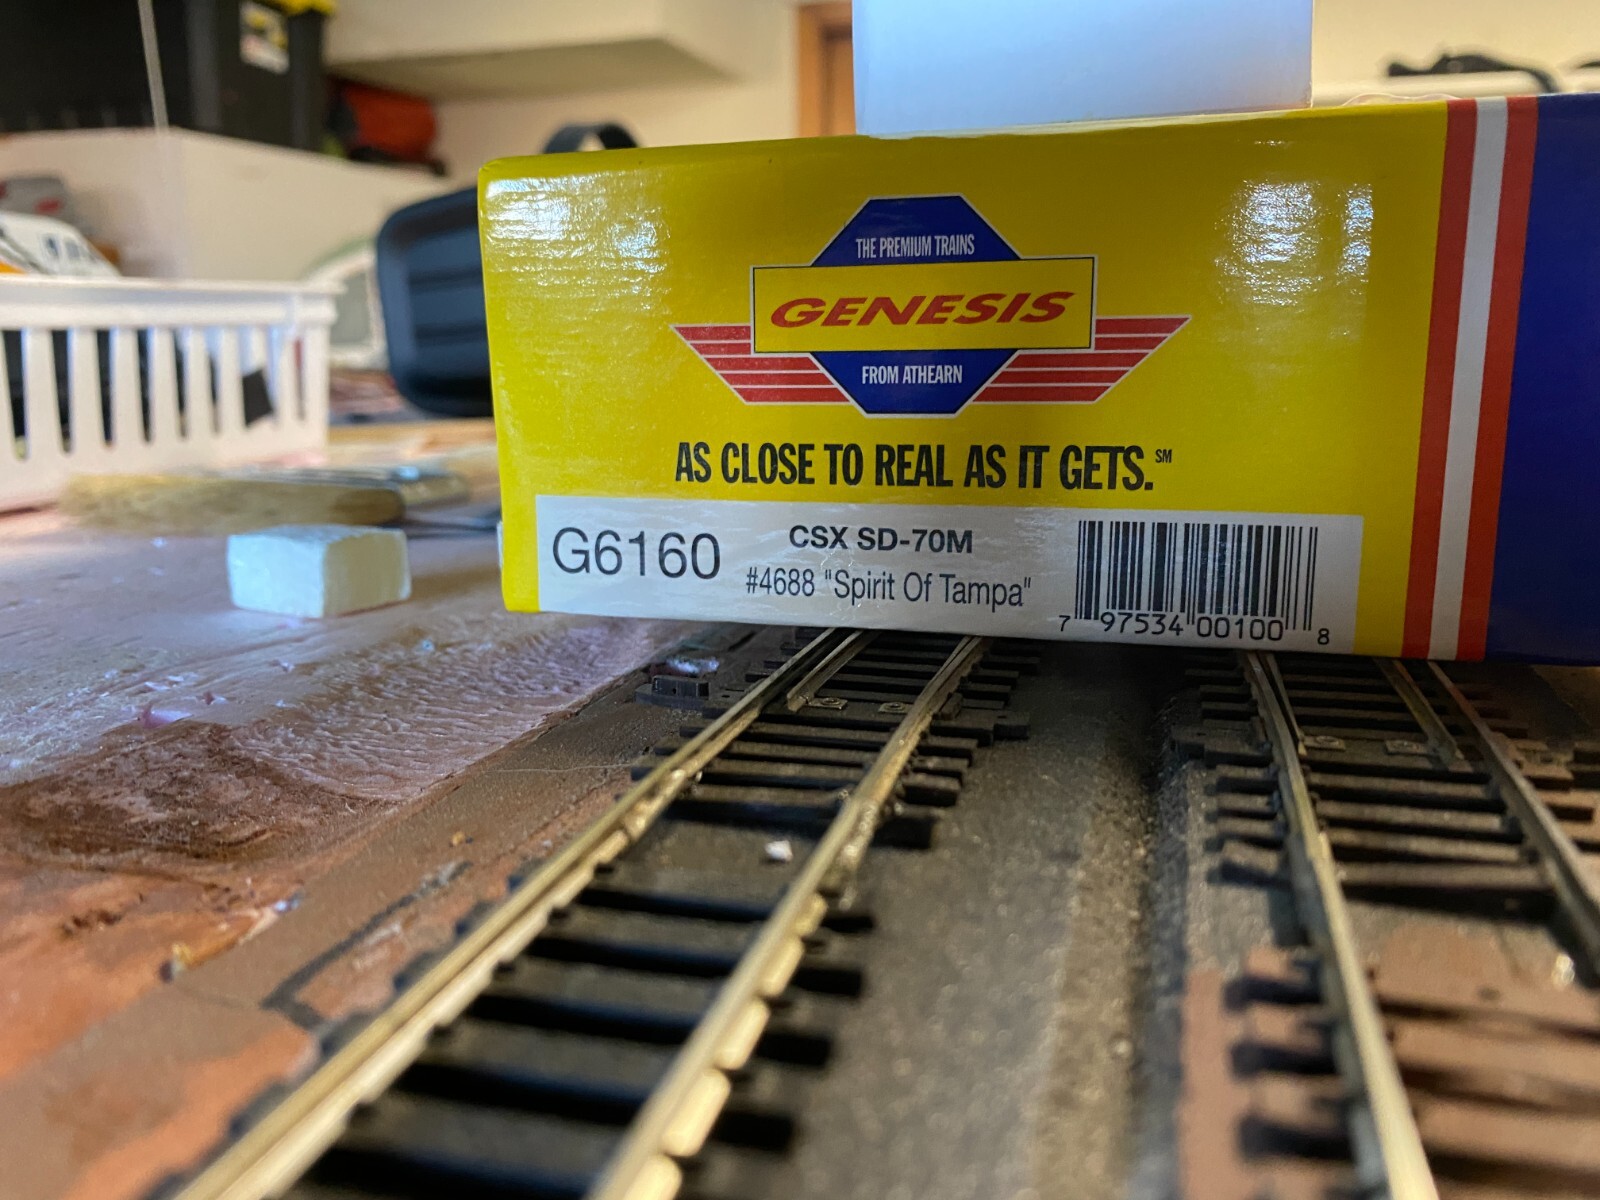 THE PREMIUM TRAINS
GENESIS
FROM ATHEARN
AS CLOSE TO REAL AS IT GETS.℠
G6160
CSX SD-70M
#4688 "Spirit Of Tampa"
7 97534 00100 8